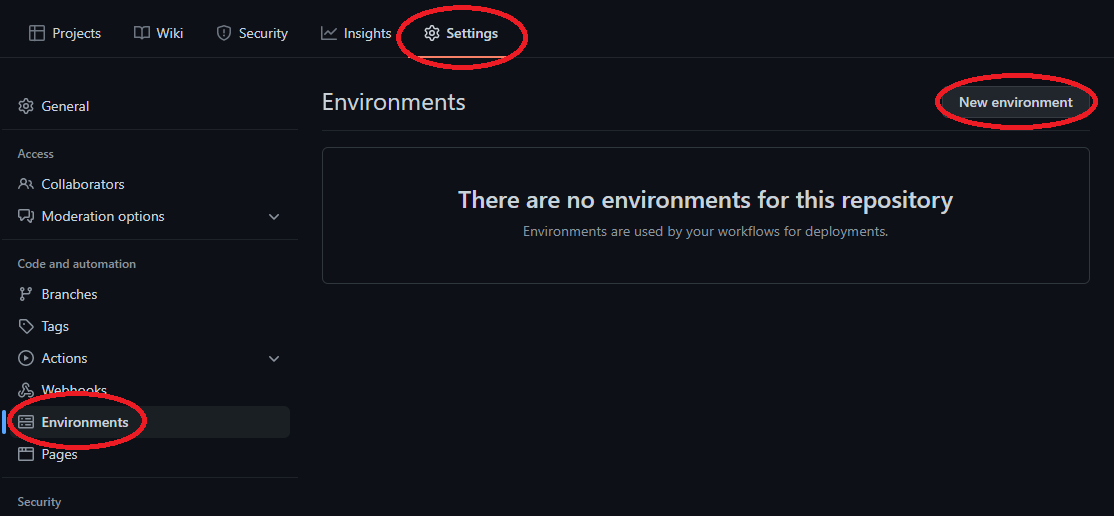 Projects
Wiki
Security
Insights
Settings
General
Access
Collaborators
Moderation options
Code and automation
Branches
Tags
Actions
Webhooks
Environments
Pages
Security
Environments
New environment
There are no environments for this repository
Environments are used by your workflows for deployments.